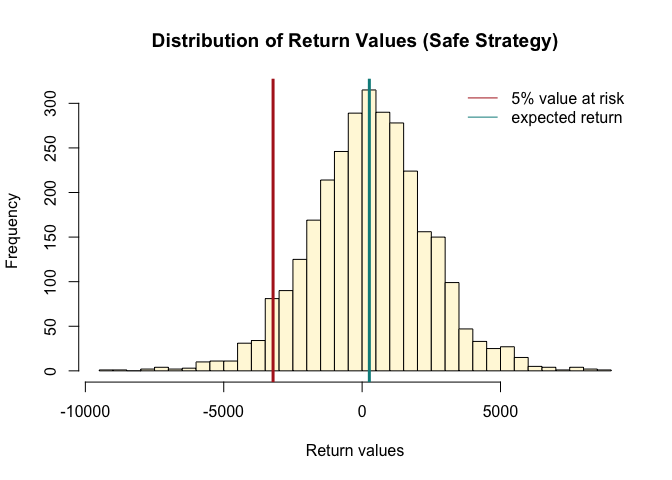 Distribution of Return Values (Safe Strategy)
5% value at risk
expected return
Frequency
300
250
200
150
100
50
0
-10000 -5000 0 5000
Return values